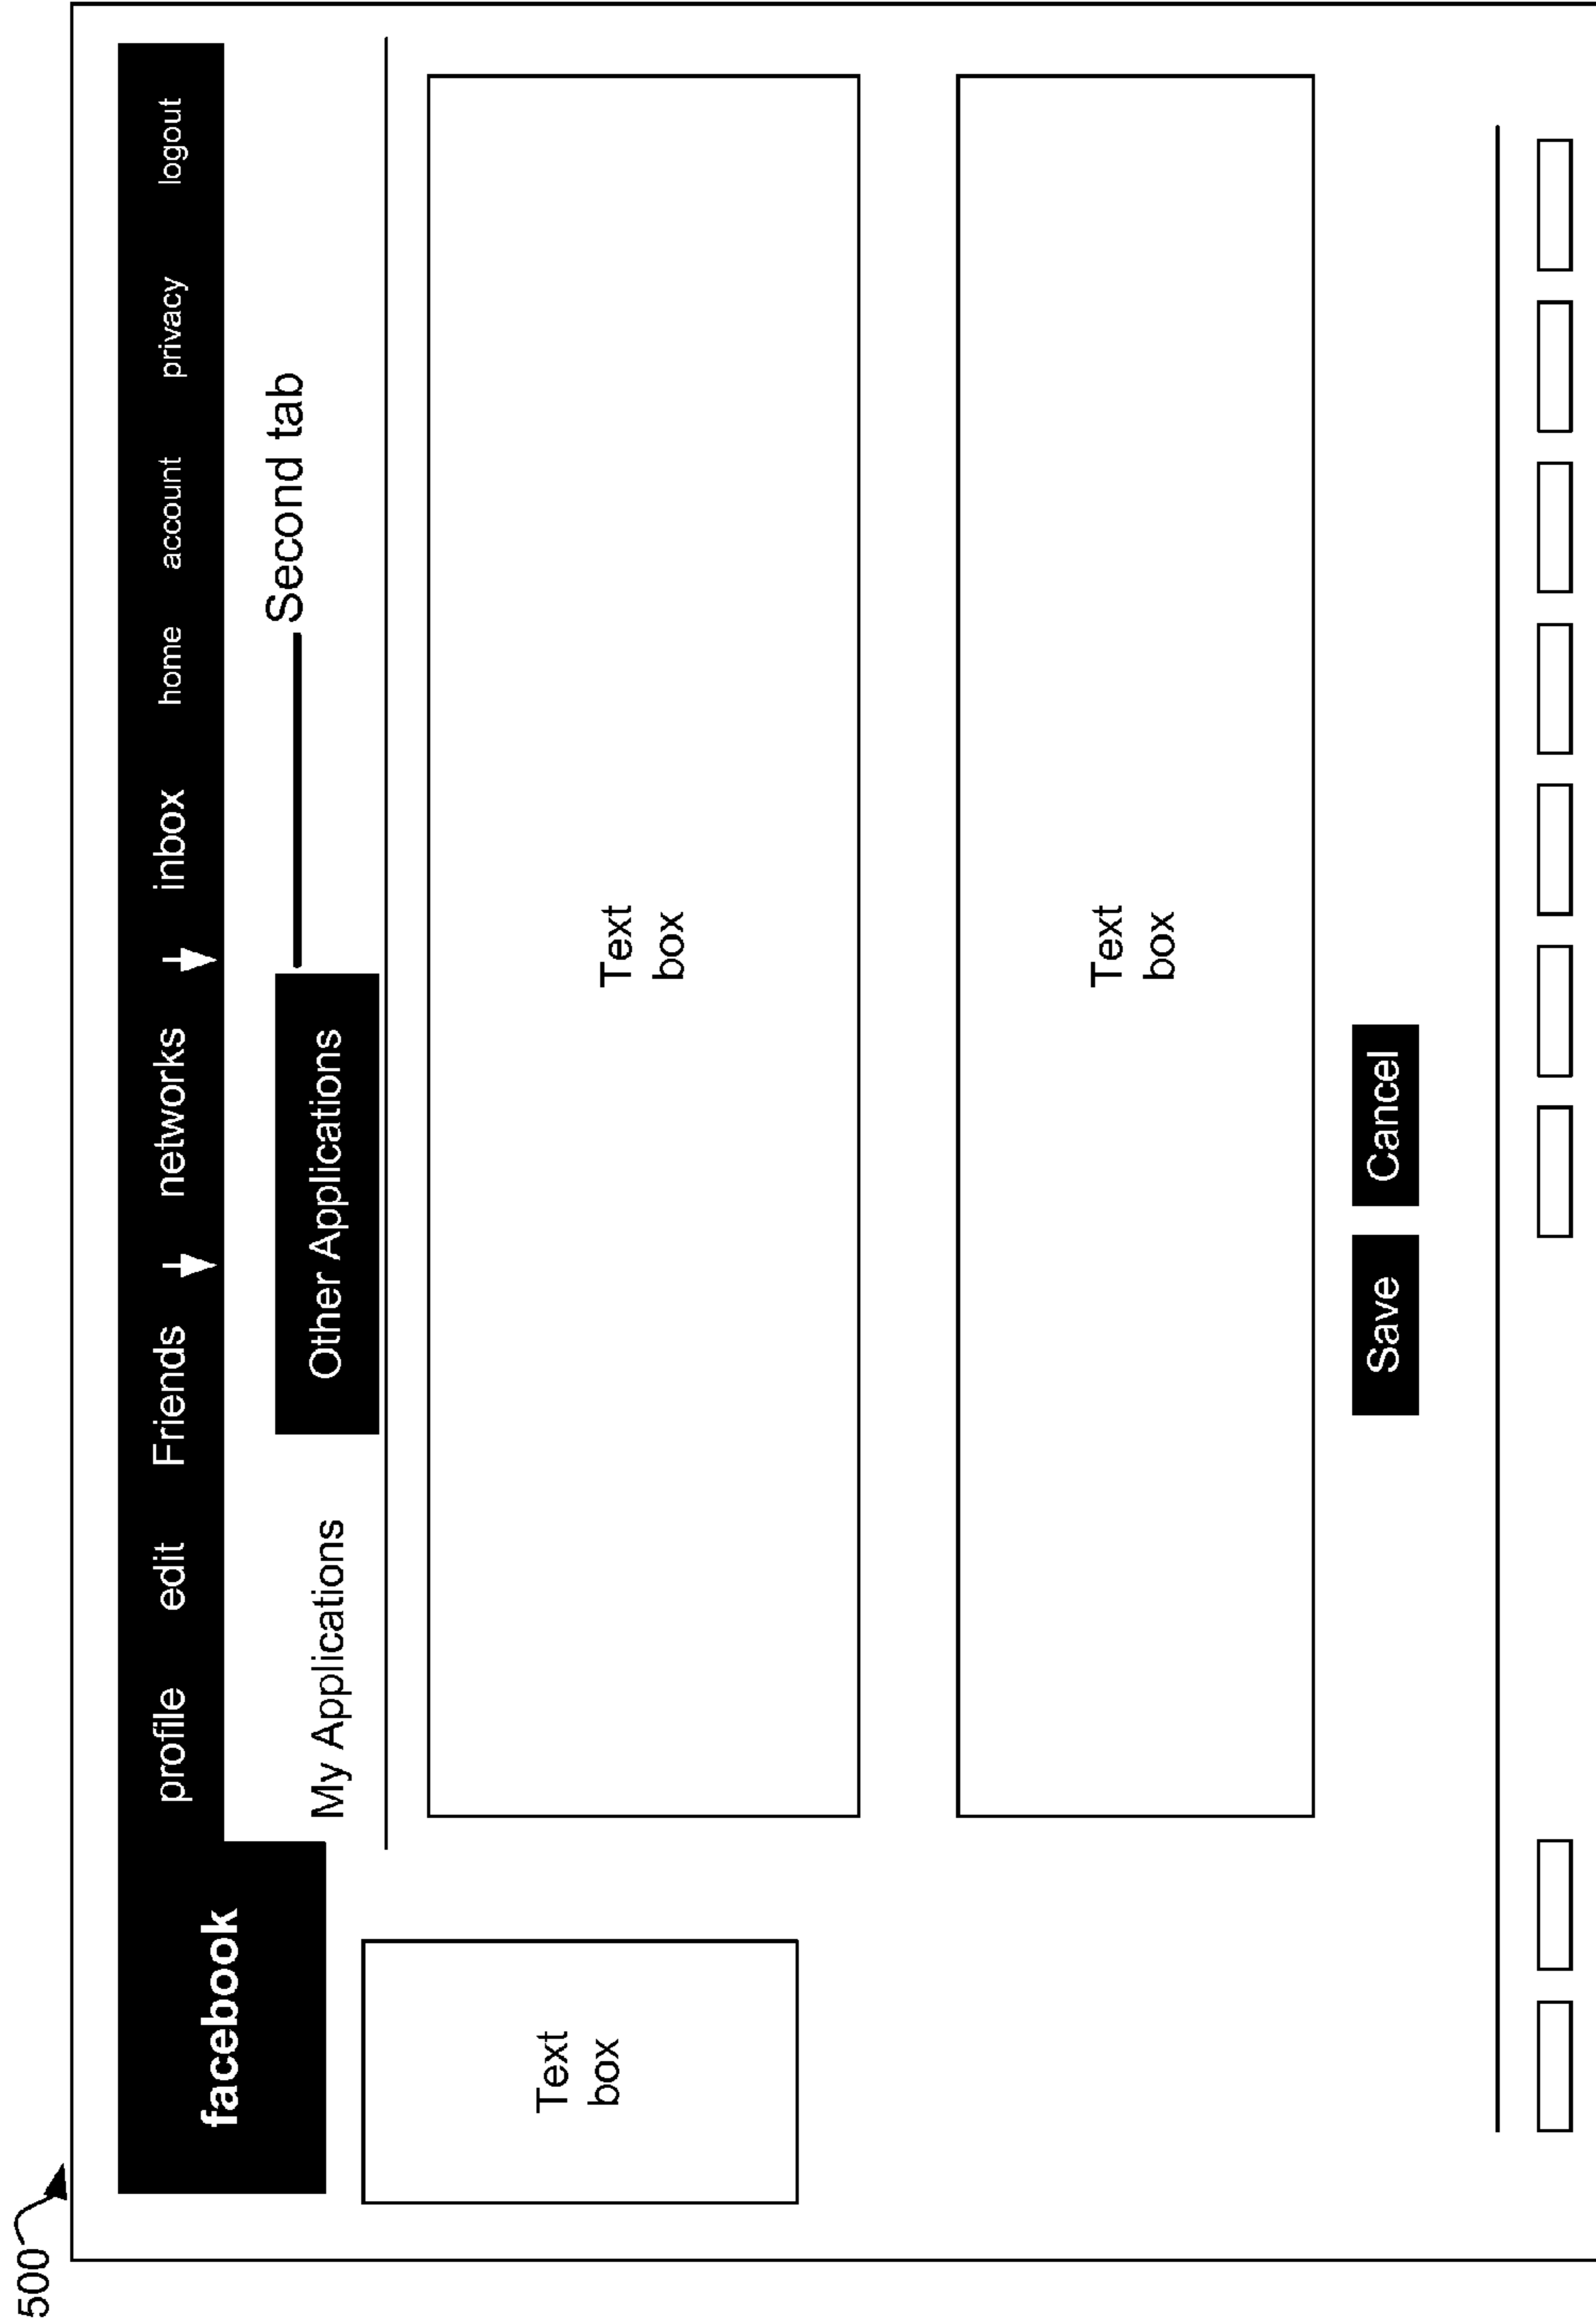 500
facebook
profile edit Friends networks inbox home account privacy logout
My Applications
Other Applications
Second tab
Text
box
Text
box
Text
box
Save
Cancel